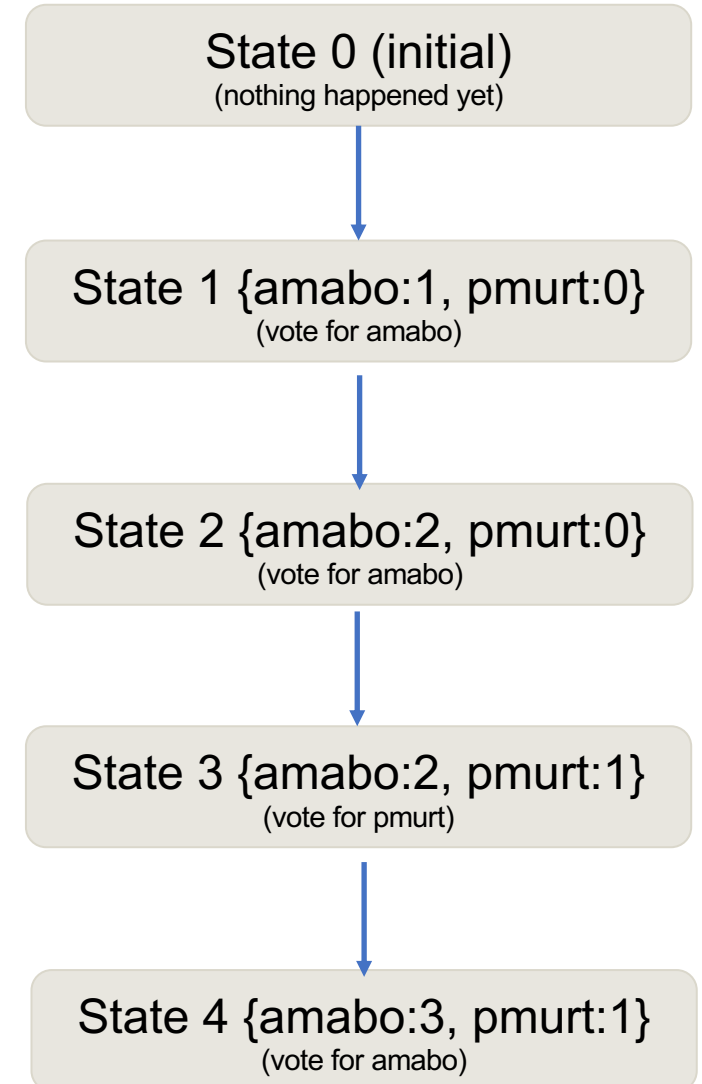 State 0 (initial)
(nothing happened yet)
State 1 {amabo:1, pmurt:0}
(vote for amabo)
State 2 {amabo:2, pmurt:0}
(vote for amabo)
State 3 {amabo:2, pmurt:1}
(vote for pmurt)
State 4 {amabo:3, pmurt:1}
(vote for amabo)